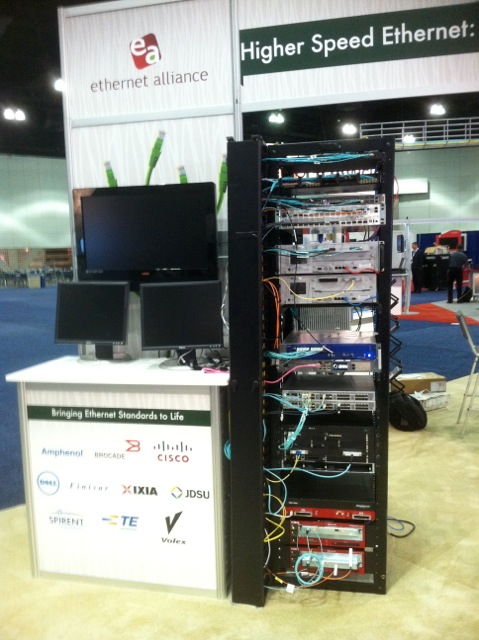 ea
ethernet alliance
Higher Speed Ethernet:
Bringing Ethernet Standards to Life
Amphenol
BROCADE
CISCO
DELL
Finisar
IXIA
JDSU
SPIRENT
TE
Volex